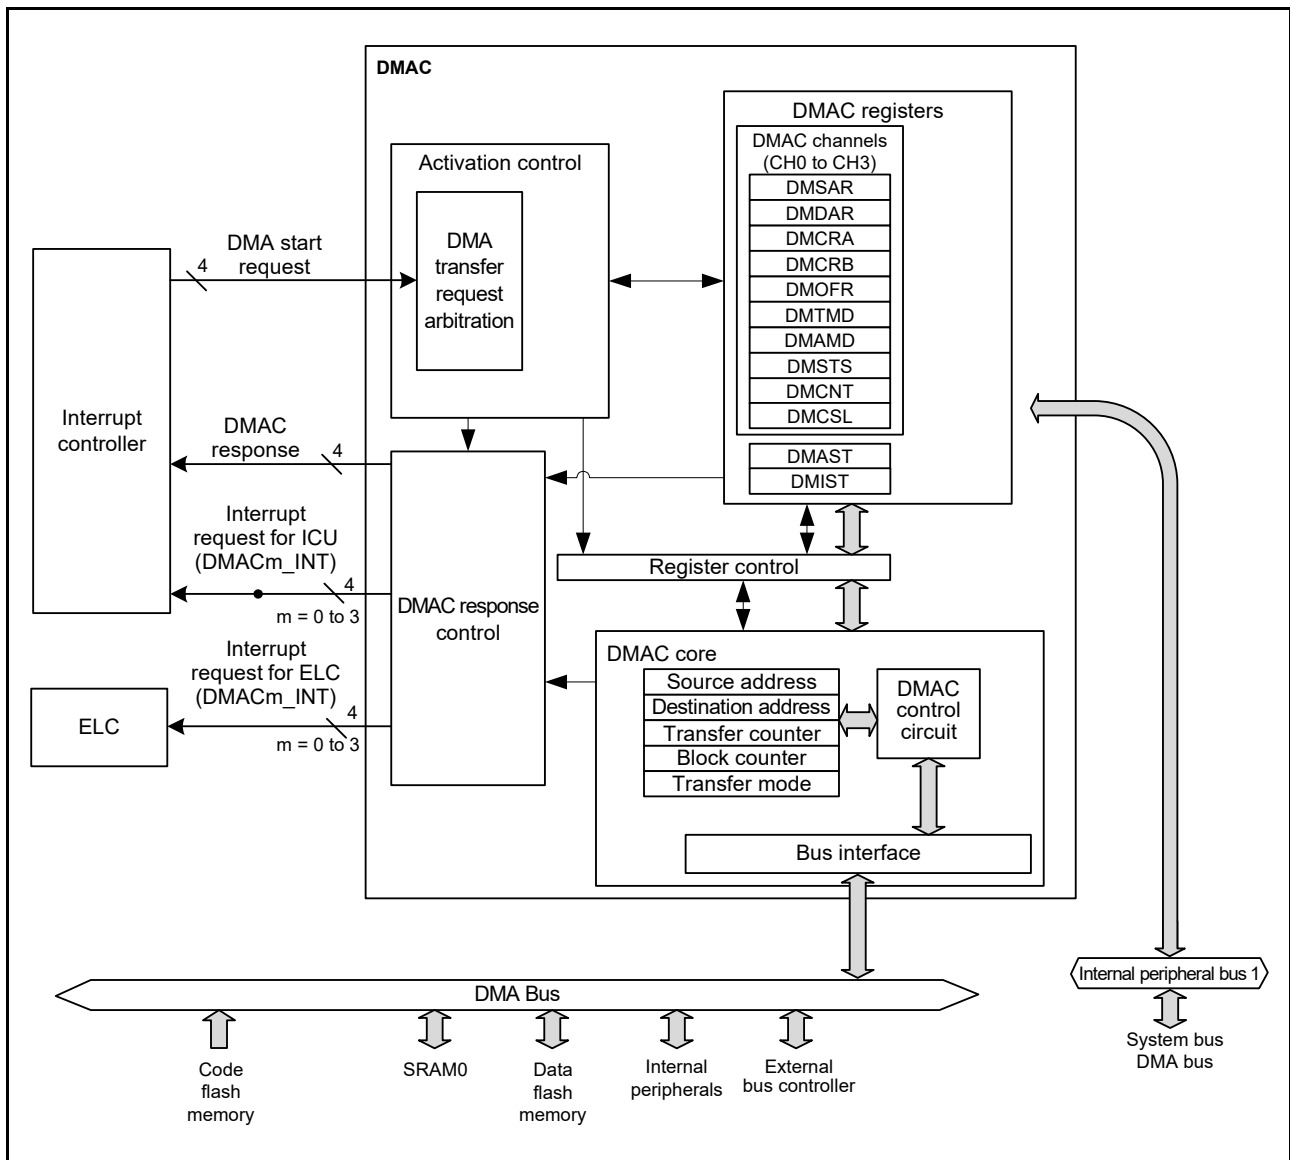 DMAC
DMAC registers
DMAC channels
(CH0 to CH3)
DMSAR
DMDAR
DMCRA
DMCRB
DMOFR
DMTMD
DMAMD
DMSTS
DMCNT
DMCSL
DMAST
DMIST
Activation control
DMA
transfer
request
arbitration
DMA start
request
4
Interrupt
controller
DMAC
response
4
Interrupt
request for ICU
(DMACm_INT)
4
m = 0 to 3
Interrupt
request for ELC
(DMACm_INT)
4
m = 0 to 3
ELC
DMAC response
control
Register control
DMAC core
Source address
Destination address
Transfer counter
Block counter
Transfer mode
DMAC
control
circuit
Bus interface
DMA Bus
Internal peripheral bus 1
System bus
DMA bus
Code
flash
memory
SRAM0
Data
flash
memory
Internal
peripherals
External
bus controller